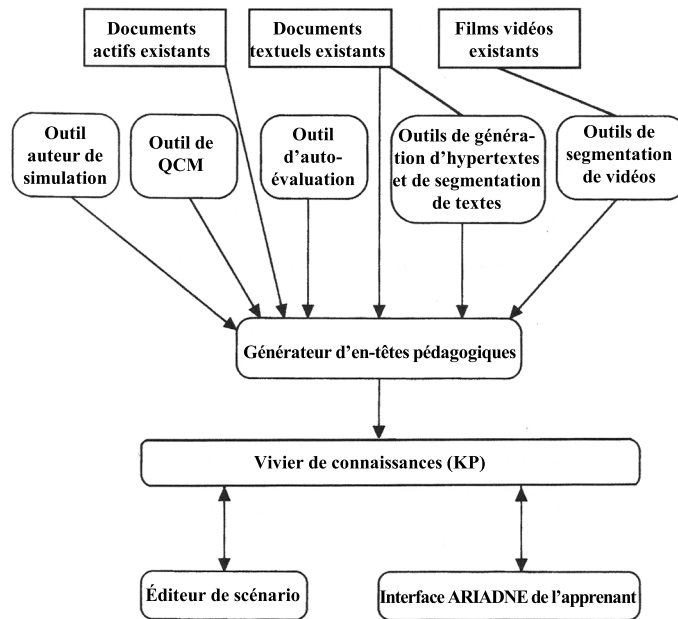 Documents
actifs existants
Documents
textuels existants
Films vidéos
existants
Outil
auteur de
simulation
Outil de
QCM
Outil
d'auto-
évaluation
Outils de généra-
tion d'hypertextes
et de segmentation
de textes
Outils de
segmentation
de vidéos
Générateur d'en-têtes pédagogiques
Vivier de connaissances (KP)
Éditeur de scénario
Interface ARIADNE de l'apprenant